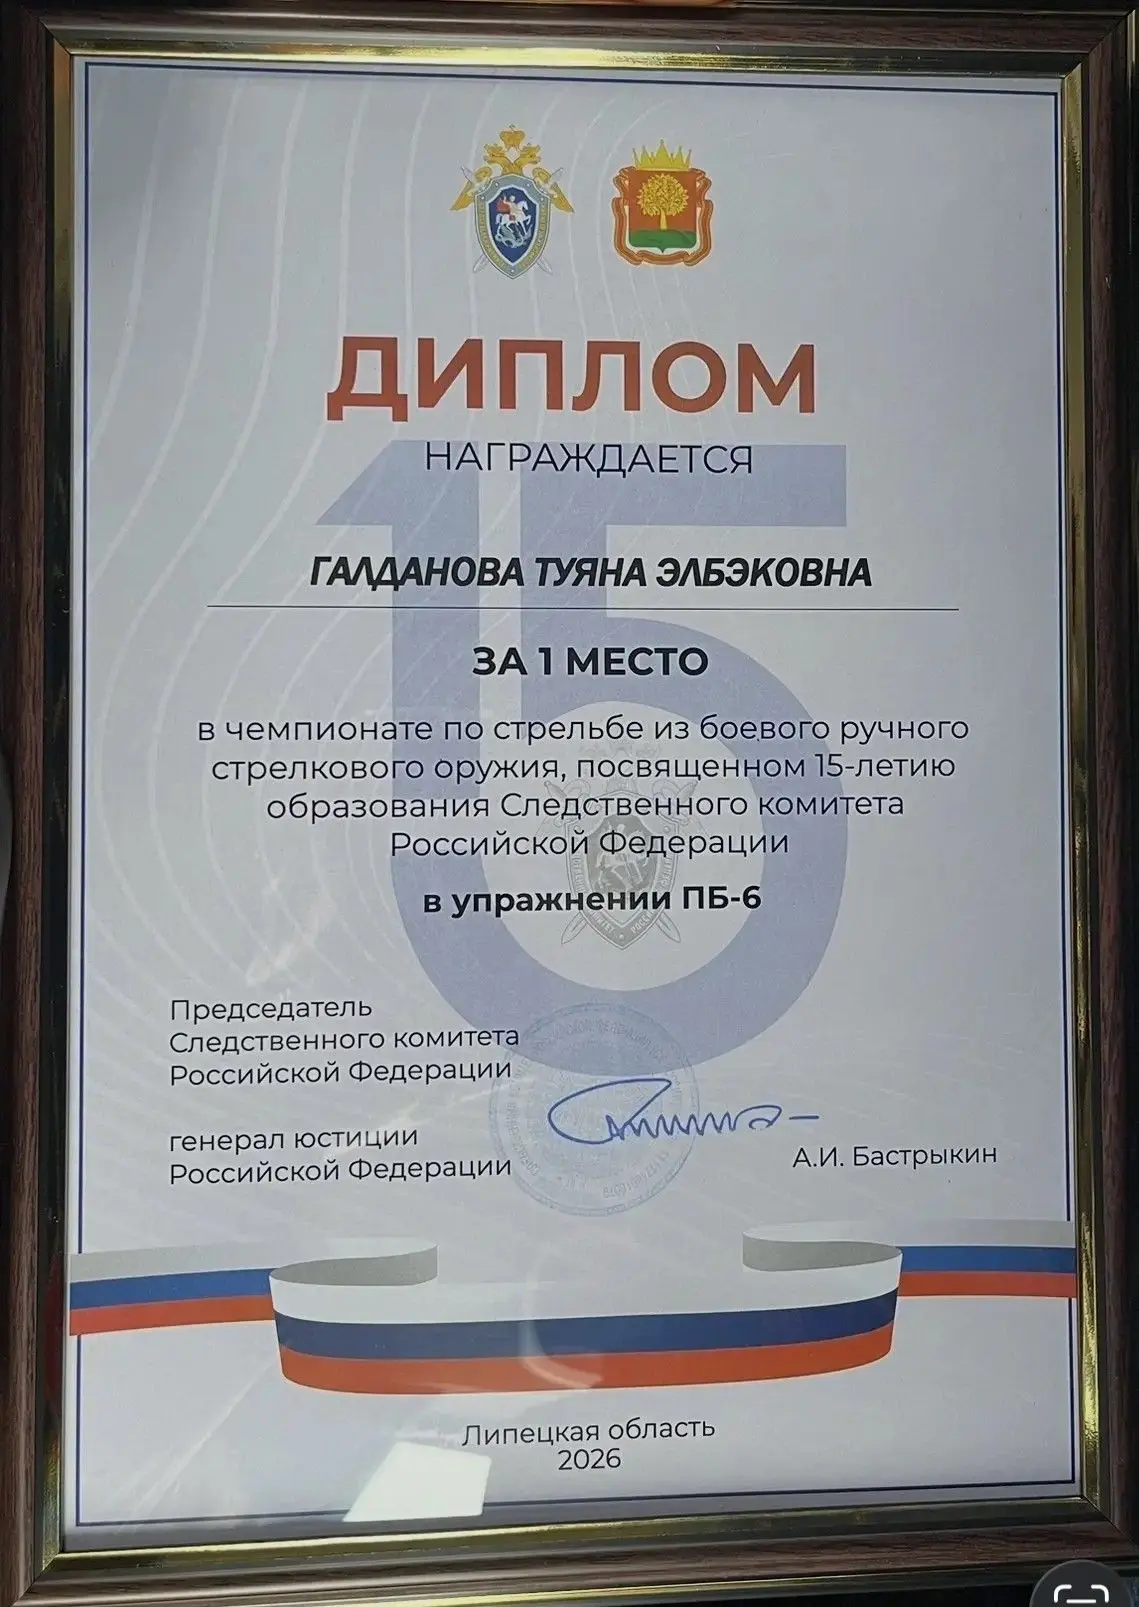 ДИПЛОМ
НАГРАЖДАЕТСЯ
15
ГАЛДАНОВА ТУЯНА ЭЛБЭКОВНА
ЗА 1 МЕСТО
в чемпионате по стрельбе из боевого ручного
стрелкового оружия, посвященном 15-летию
образования Следственного комитета
Российской Федерации
в упражнении ПБ-6
Председатель
Следственного комитета
Российской Федерации
генерал юстиции
Российской Федерации
А.И. Бастрыкин
Липецкая область
2026